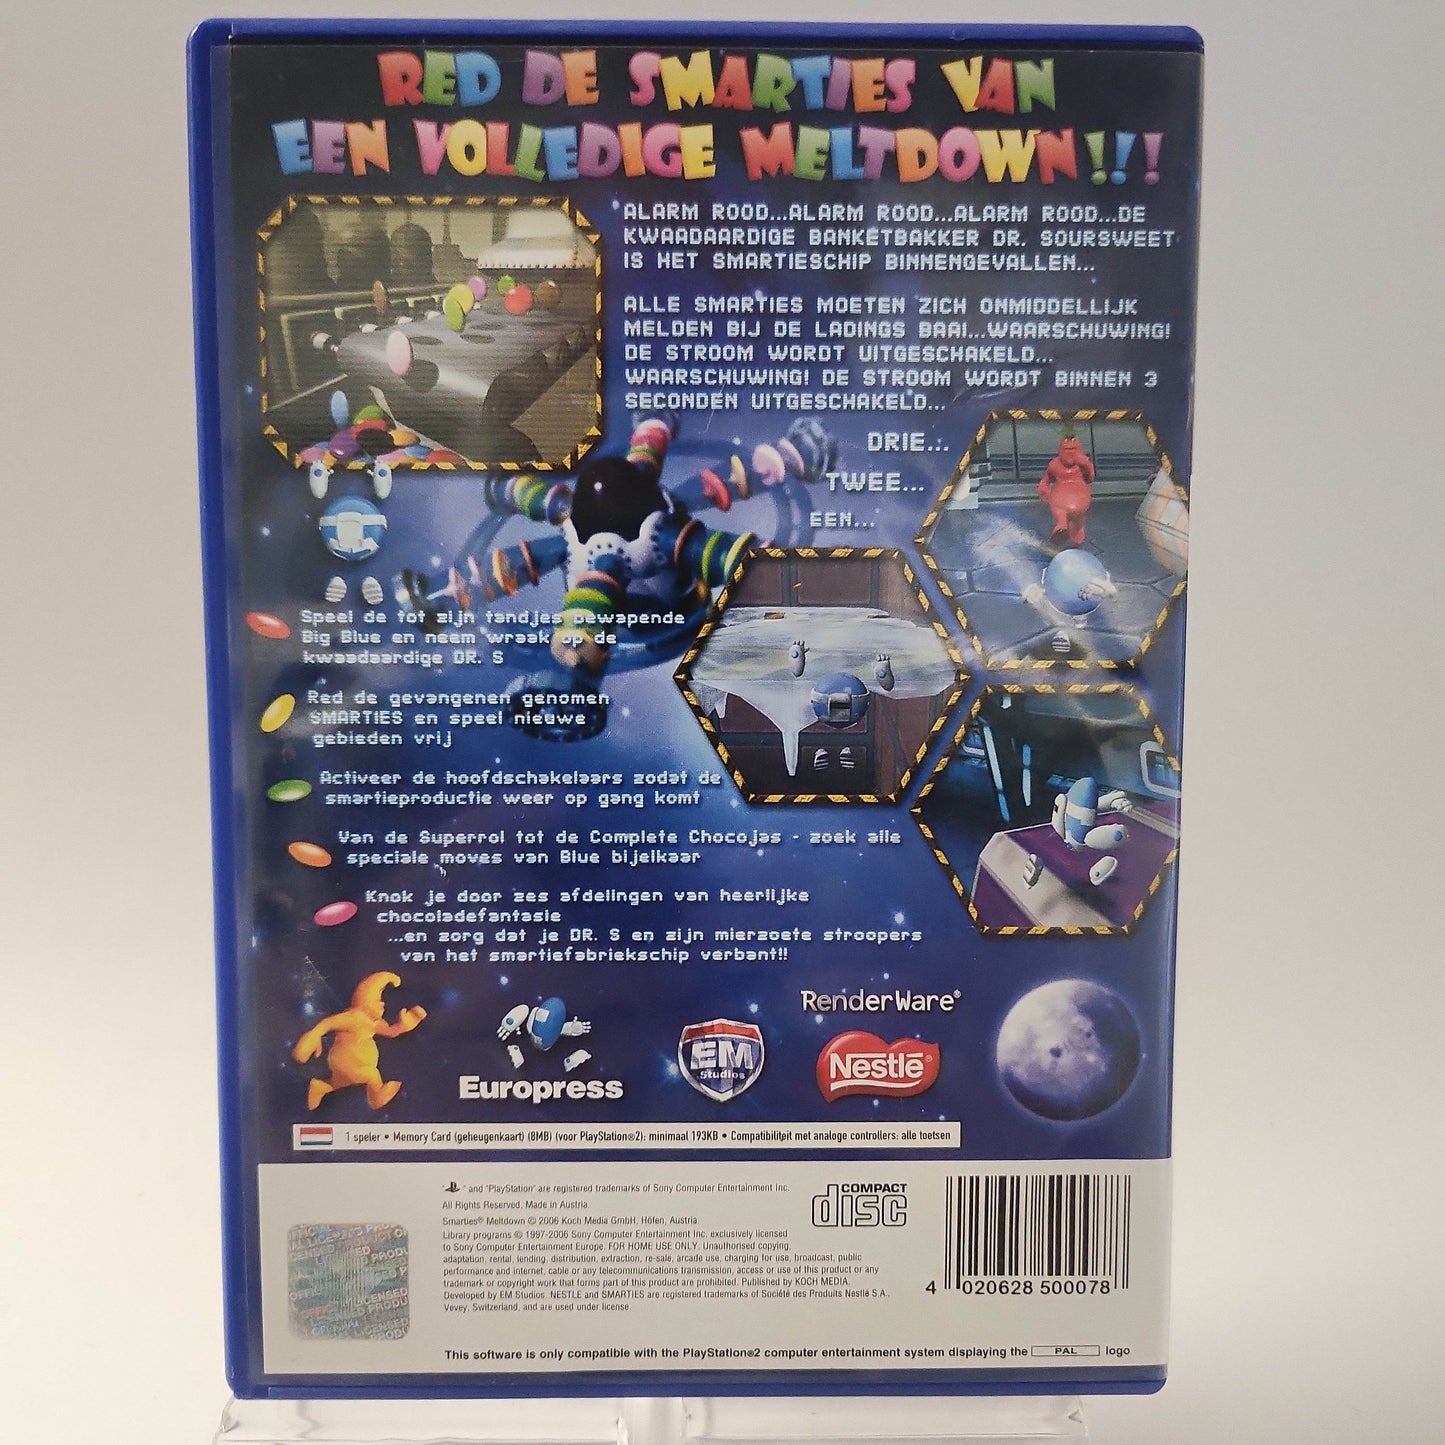 RED DE SMARTIES VAN
EEN VOLLEDIGE MELTDOWN!!!
ALARM ROOD...ALARM ROOD...ALARM ROOD...DE
KWAADAARDIGE BANKETBAKKER DR. SOURSWEET
IS HET SMARTIESCHIP BINNENGEVALLEN...
ALLE SMARTIES MOETEN ZICH ONMIDDELLIJK
MELDEN BIJ DE LADINGS BAAI...WAARSCHUWING!
DE STROOM WORDT UITGESCHAKELD...
WAARSCHUWING! DE STROOM WORDT BINNEN 3
SECONDEN UITGESCHAKELD...
DRIE...
TWEE...
EEN...
Speel de tot zijn tandjes bewapende
Big Blue en neem wraak op de
kwaadaardige DR. S
Red de gevangenen genomen
SMARTIES en speel nieuwe
gebieden vrij
Activeer de hoofdschakelaars zodat de
smartieproductie weer op gang komt
Van de Superrol tot de Complete Chocojas - zoek alle
speciale moves van Blue bijelkaar
Knok je door zes afdelingen van heerlijke
chocoladefantasie
...en zorg dat je DR. S en zijn mierzoete stroopers
van het smartiefabriekschip verbant!!
RenderWare®
Europress
EM
Studios
Nestlé®
1 speler • Memory Card (geheugenkaart) (8MB) (voor PlayStation®2): minimaal 193KB • Compatibiliteit met analoge controllers: alle toetsen
" " and "PlayStation" are registered trademarks of Sony Computer Entertainment Inc.
All Rights Reserved. Made in Austria.
Smarties® Meltdown © 2006 Koch Media GmbH, Höfen, Austria.
Library programs © 1997-2006 Sony Computer Entertainment Inc. exclusively licensed
to Sony Computer Entertainment Europe. FOR HOME USE ONLY. Unauthorised copying,
adaptation, rental, lending, distribution, extraction, re-sale, arcade use, charging for use, broadcast, public
performance and internet, cable or any telecommunications transmission, access or use of this product or any
trademark or copyright work that forms part of this product are prohibited. Published by KOCH MEDIA.
Developed by EM Studios. NESTLE and SMARTIES are registered trademarks of Société des Produits Nestlé S.A.,
Vevey, Switzerland, and are used under license.
COMPACT
disc
4 020628 500078
This software is only compatible with the PlayStation®2 computer entertainment system displaying the PAL logo